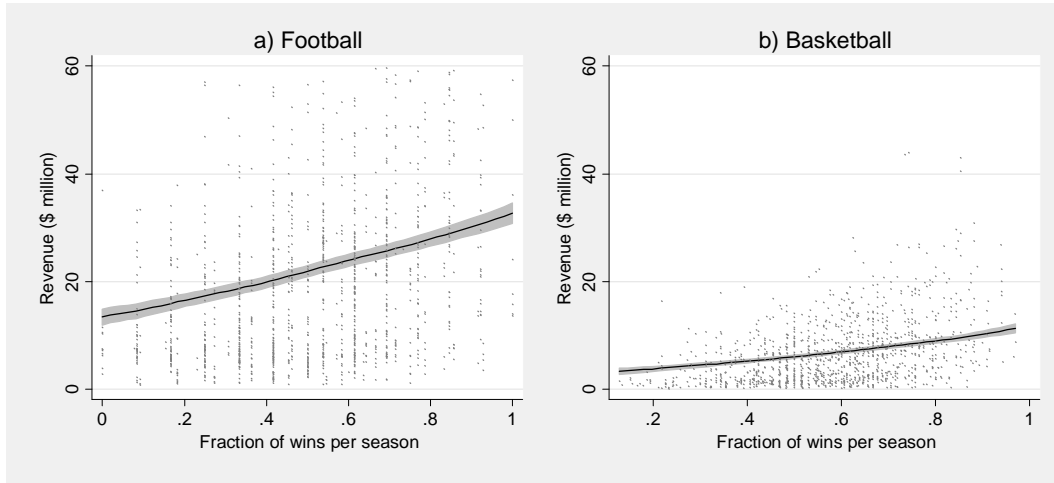 a) Football
60
40
20
0
Revenue ($ million)
0 .2 .4 .6 .8 1
Fraction of wins per season
b) Basketball
60
40
20
0
Revenue ($ million)
.2 .4 .6 .8 1
Fraction of wins per season